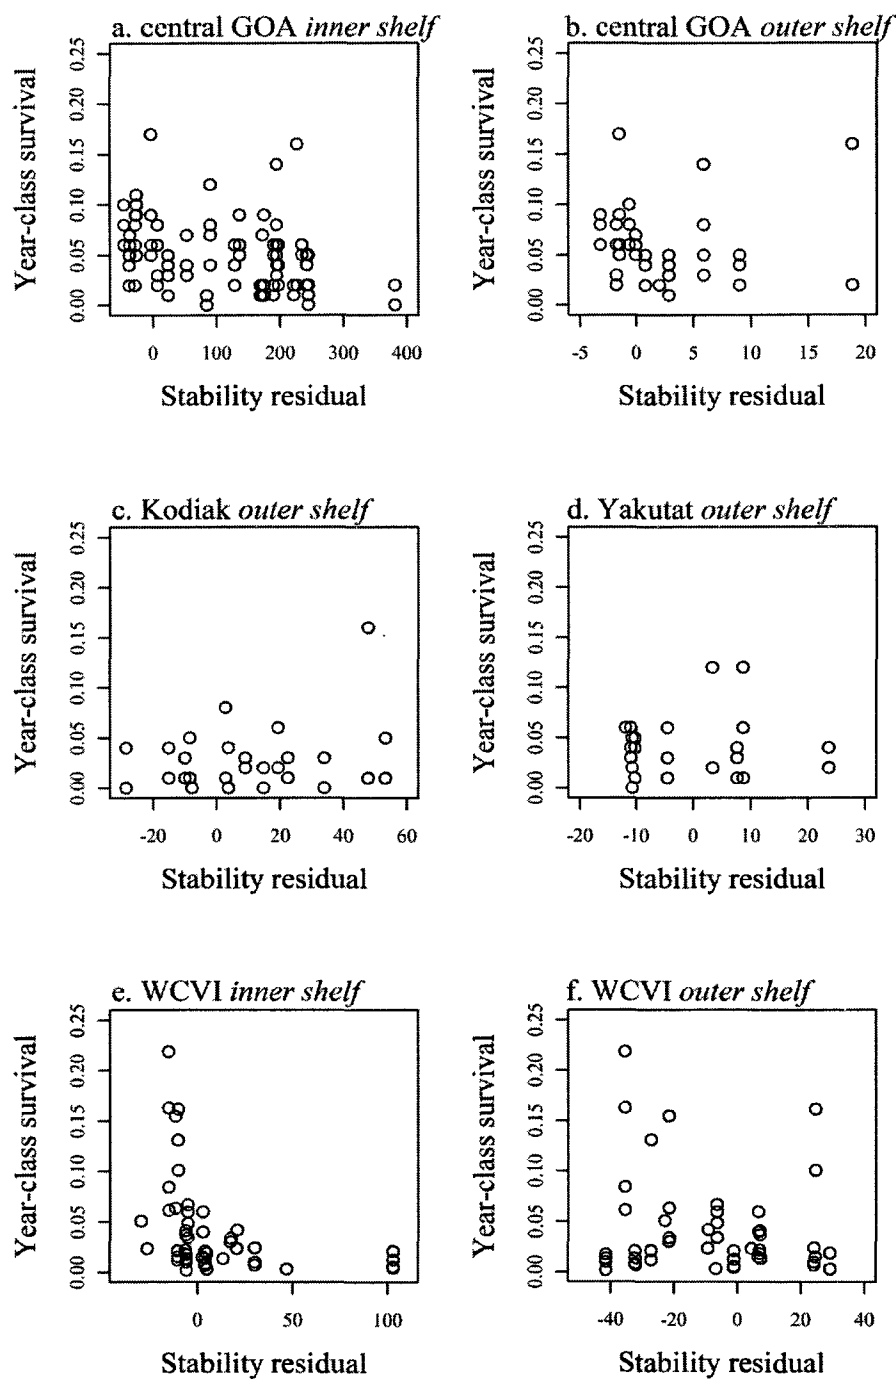 a. central GOA inner shelf
Year-class survival
0.00 0.05 0.10 0.15 0.20 0.25
0 100 200 300 400
Stability residual
b. central GOA outer shelf
Year-class survival
0.00 0.05 0.10 0.15 0.20 0.25
-5 0 5 10 15 20
Stability residual
c. Kodiak outer shelf
Year-class survival
0.00 0.05 0.10 0.15 0.20 0.25
-20 0 20 40 60
Stability residual
d. Yakutat outer shelf
Year-class survival
0.00 0.05 0.10 0.15 0.20 0.25
-20 -10 0 10 20 30
Stability residual
e. WCVI inner shelf
Year-class survival
0.00 0.05 0.10 0.15 0.20 0.25
0 50 100
Stability residual
f. WCVI outer shelf
Year-class survival
0.00 0.05 0.10 0.15 0.20 0.25
-40 -20 0 20 40
Stability residual